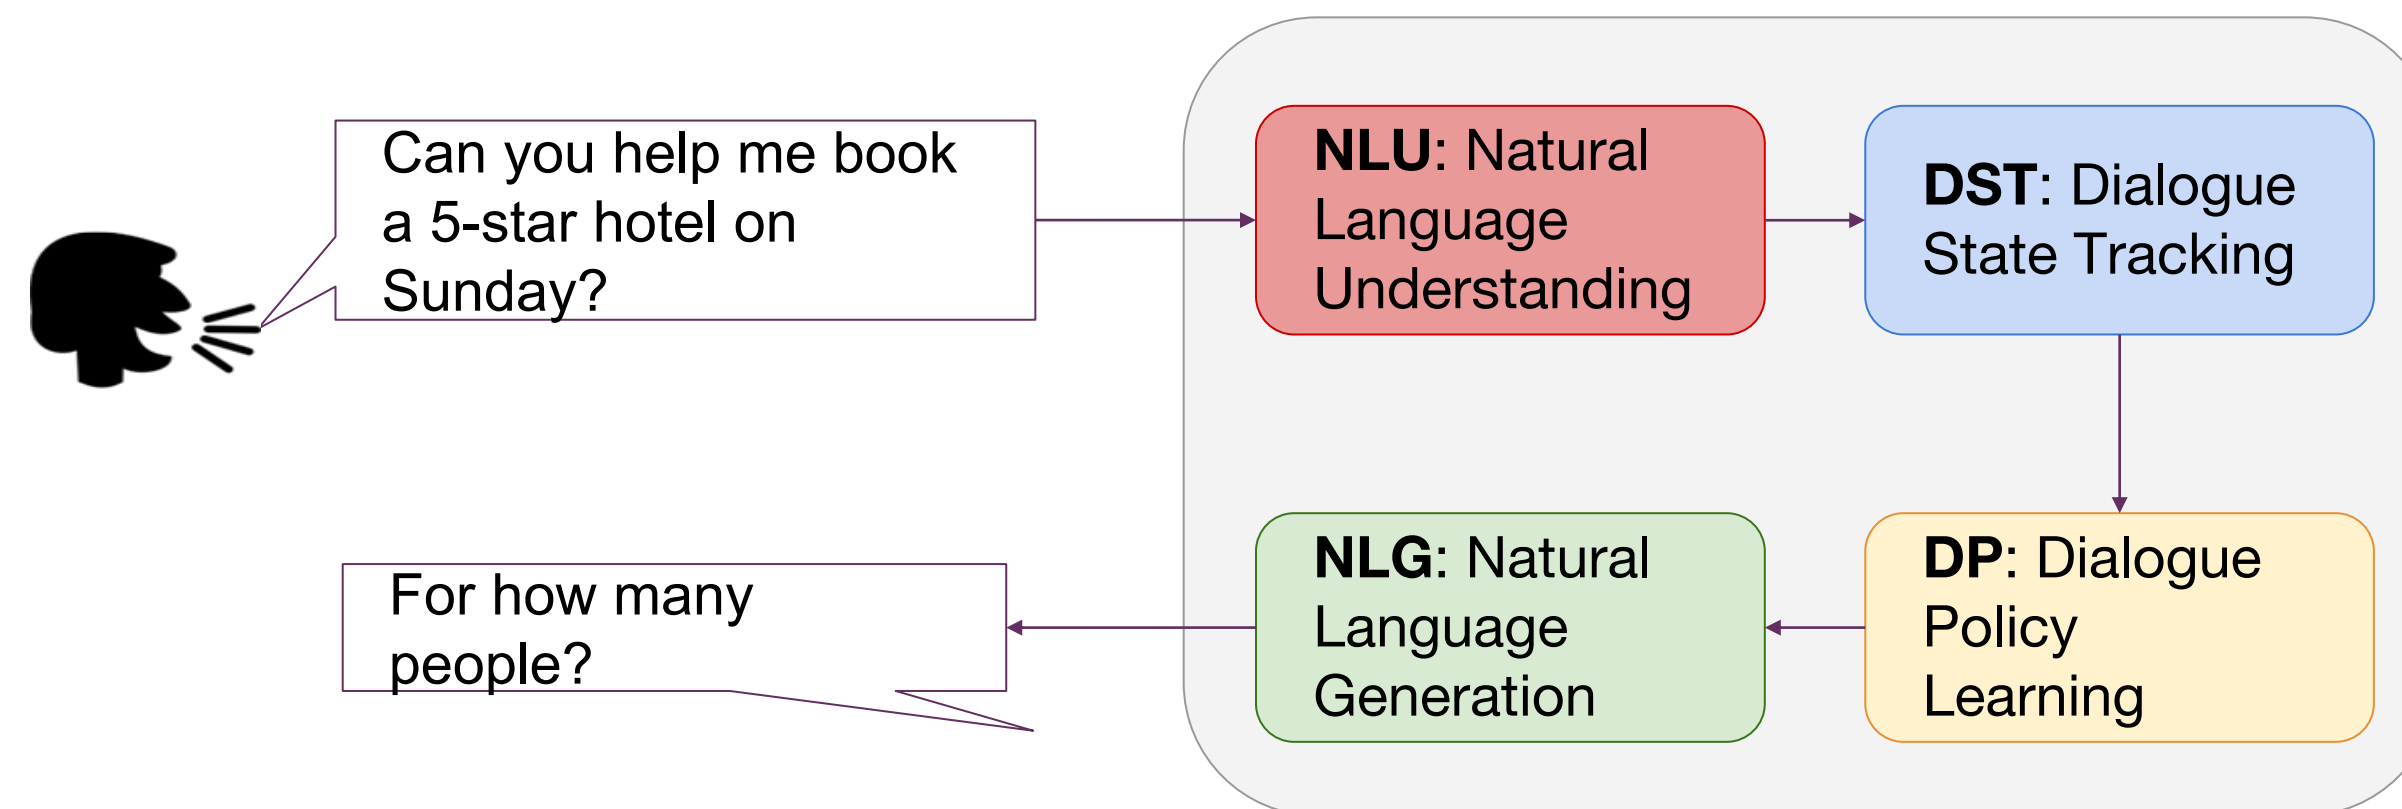 Can you help me book
a 5-star hotel on
Sunday?
NLU: Natural
Language
Understanding
DST: Dialogue
State Tracking
For how many
people?
NLG: Natural
Language
Generation
DP: Dialogue
Policy
Learning